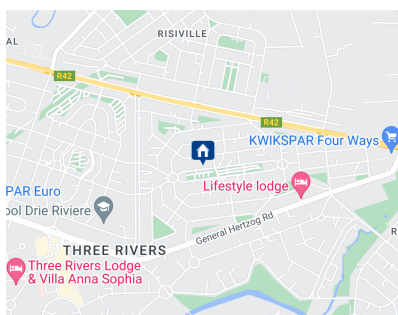 RISIVILLE
AL
R42
R42
KWIKSPAR Four Ways
PAR Euro
Lifestyle lodge
ool Drie Riviere
General Hertzog Rd
R
THREE RIVERS
Three Rivers Lodge
& Villa Anna Sophia